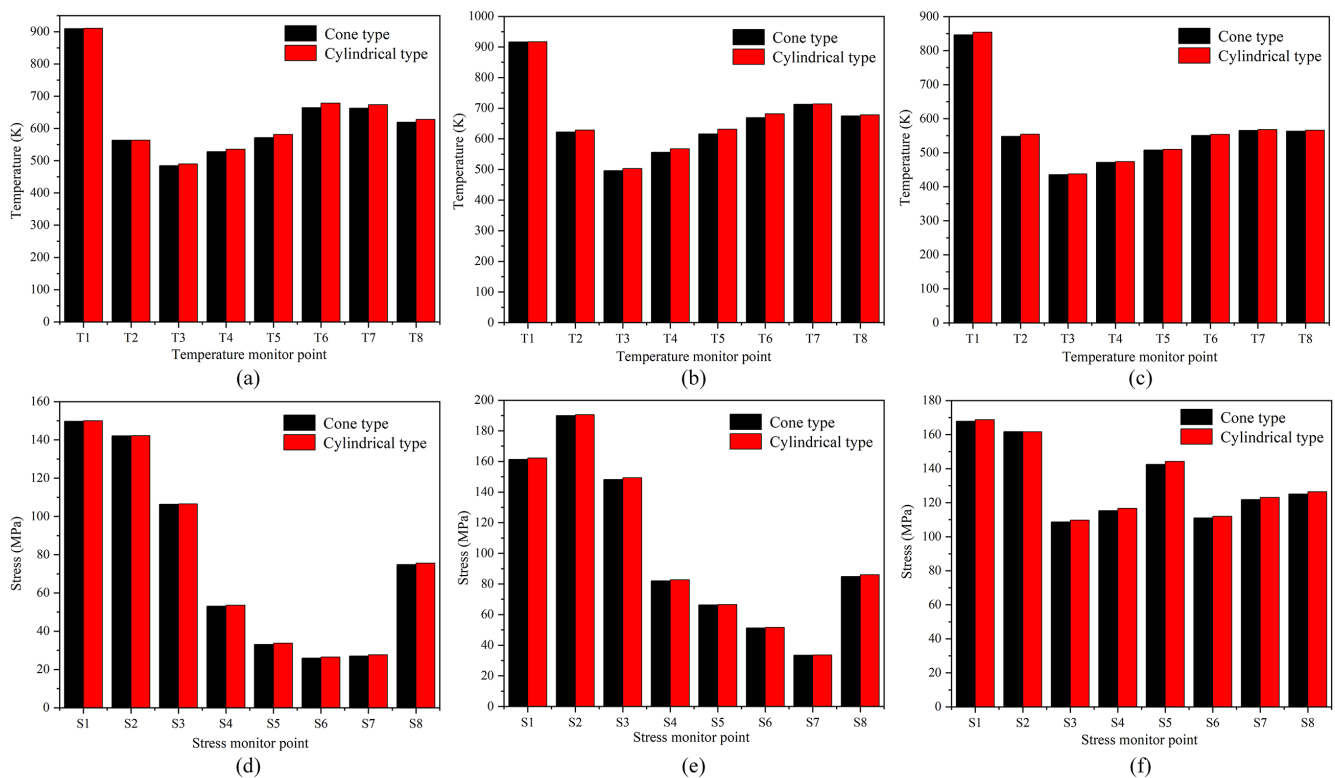 900
800
700
600
500
400
300
200
100
0
Temperature (K)
Cone type
Cylindrical type
T1 T2 T3 T4 T5 T6 T7 T8
Temperature monitor point
(a)
1000
900
800
700
600
500
400
300
200
100
0
Temperature (K)
Cone type
Cylindrical type
T1 T2 T3 T4 T5 T6 T7 T8
Temperature monitor point
(b)
900
800
700
600
500
400
300
200
100
0
Temperature (K)
Cone type
Cylindrical type
T1 T2 T3 T4 T5 T6 T7 T8
Temperature monitor point
(c)
160
140
120
100
80
60
40
20
0
Stress (MPa)
Cone type
Cylindrical type
S1 S2 S3 S4 S5 S6 S7 S8
Stress monitor point
(d)
200
180
160
140
120
100
80
60
40
20
0
Stress (MPa)
Cone type
Cylindrical type
S1 S2 S3 S4 S5 S6 S7 S8
Stress monitor point
(e)
180
160
140
120
100
80
60
40
20
0
Stress (MPa)
Cone type
Cylindrical type
S1 S2 S3 S4 S5 S6 S7 S8
Stress monitor point
(f)